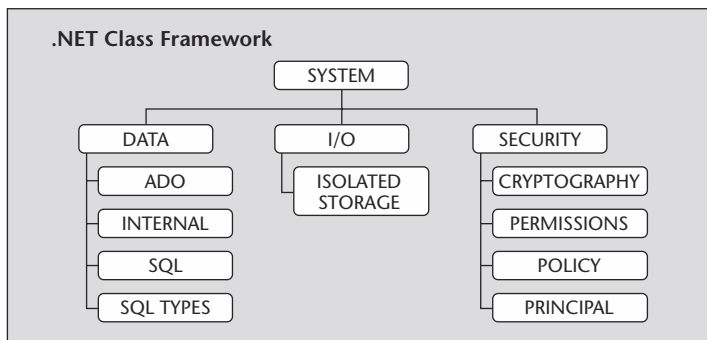 .NET Class Framework
SYSTEM
DATA
I/O
SECURITY
ADO
ISOLATED
STORAGE
CRYPTOGRAPHY
INTERNAL
PERMISSIONS
SQL
POLICY
SQL TYPES
PRINCIPAL